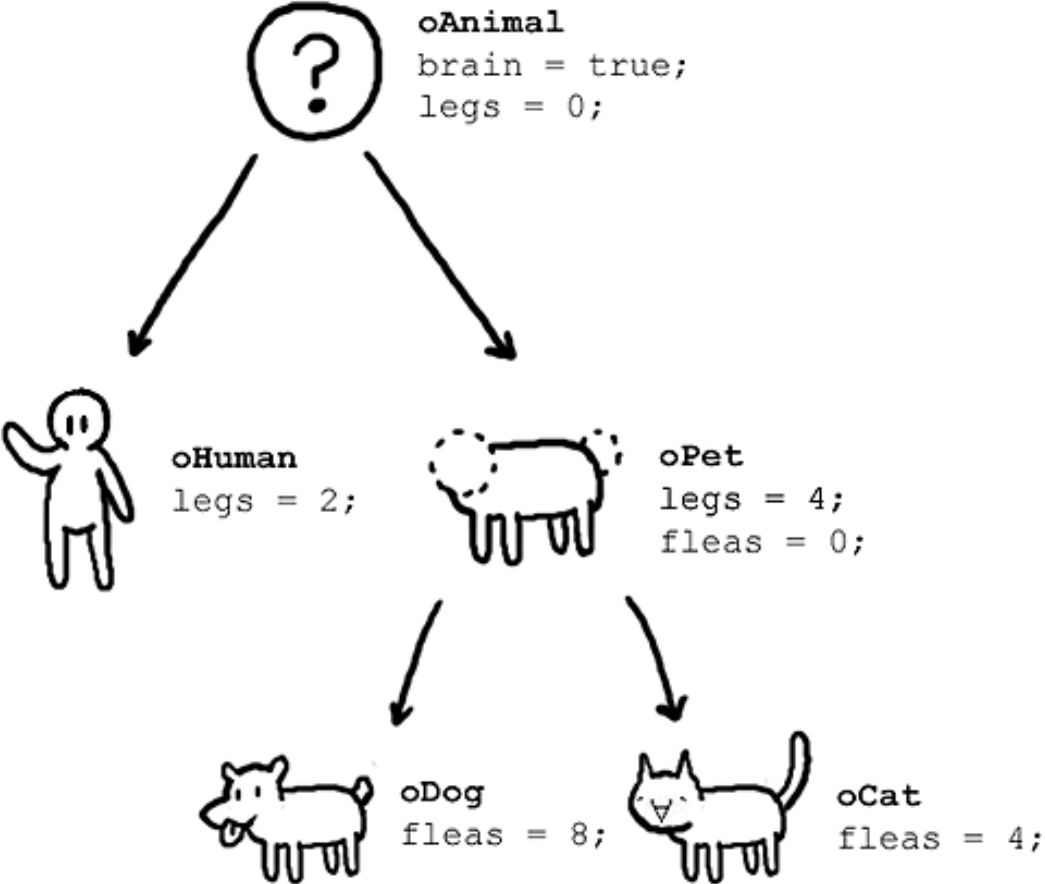 ?
oAnimal
brain = true;
legs = 0;
oHuman
legs = 2;
oPet
legs = 4;
fleas = 0;
oDog
fleas = 8;
oCat
fleas = 4;